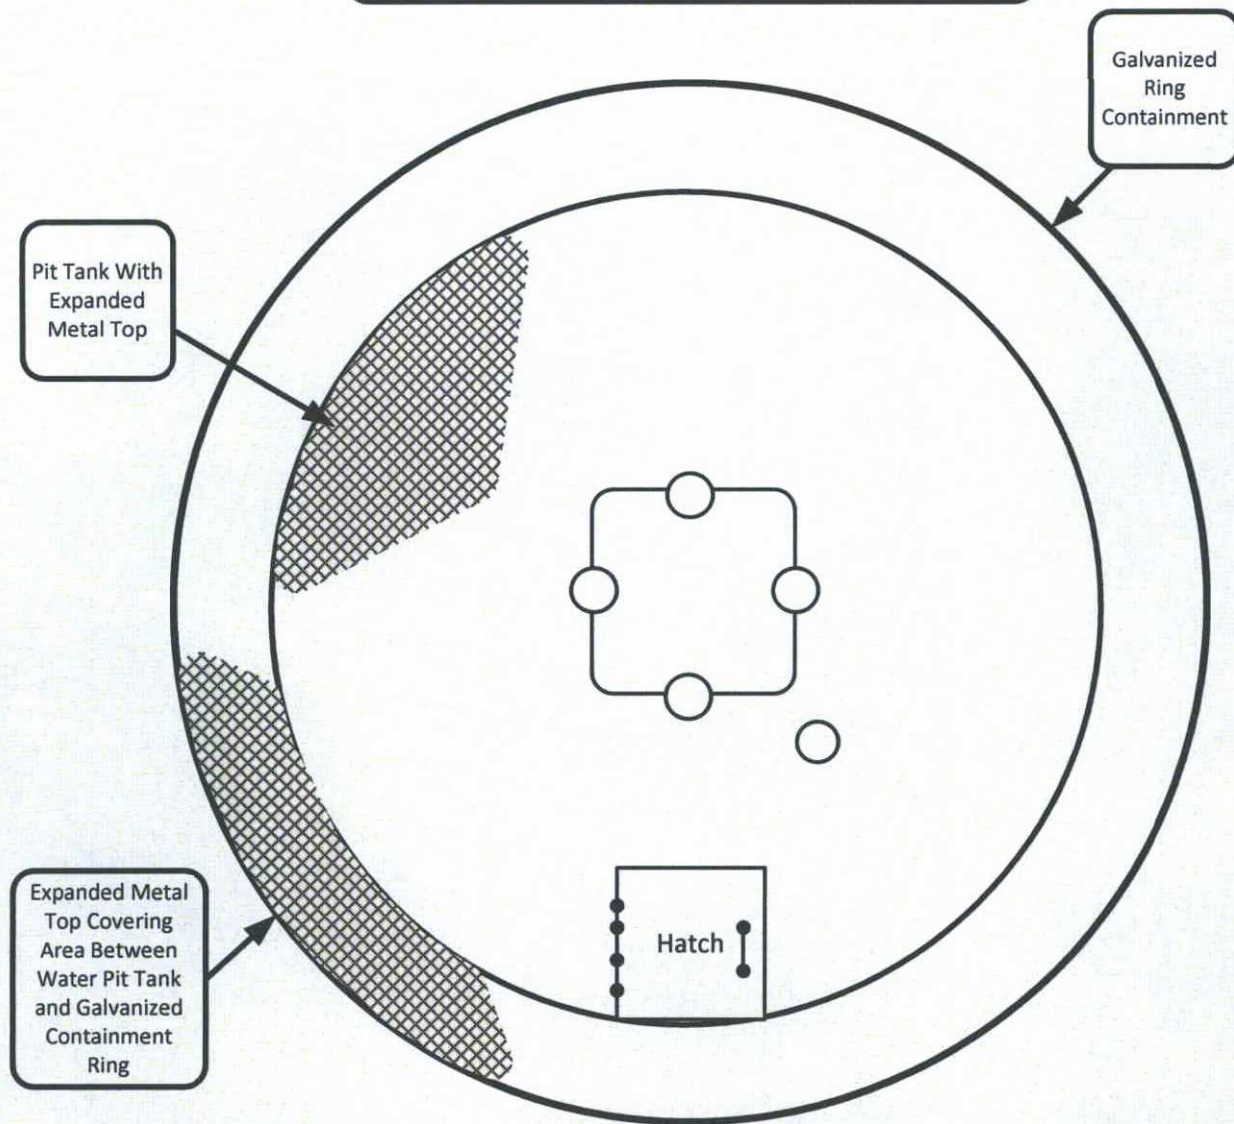 Galvanized
Ring
Containment
Pit Tank With
Expanded
Metal Top
Expanded Metal
Top Covering
Area Between
Water Pit Tank
and Galvanized
Containment
Ring
Hatch